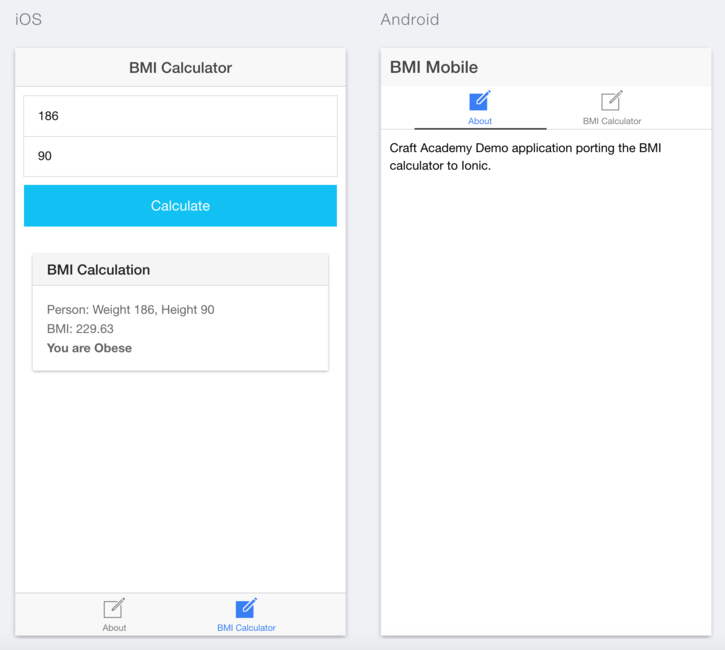 iOS
BMI Calculator
186
90
Calculate
BMI Calculation
Person: Weight 186, Height 90
BMI: 229.63
You are Obese
About
BMI Calculator
Android
BMI Mobile
About
BMI Calculator
Craft Academy Demo application porting the BMI
calculator to Ionic.